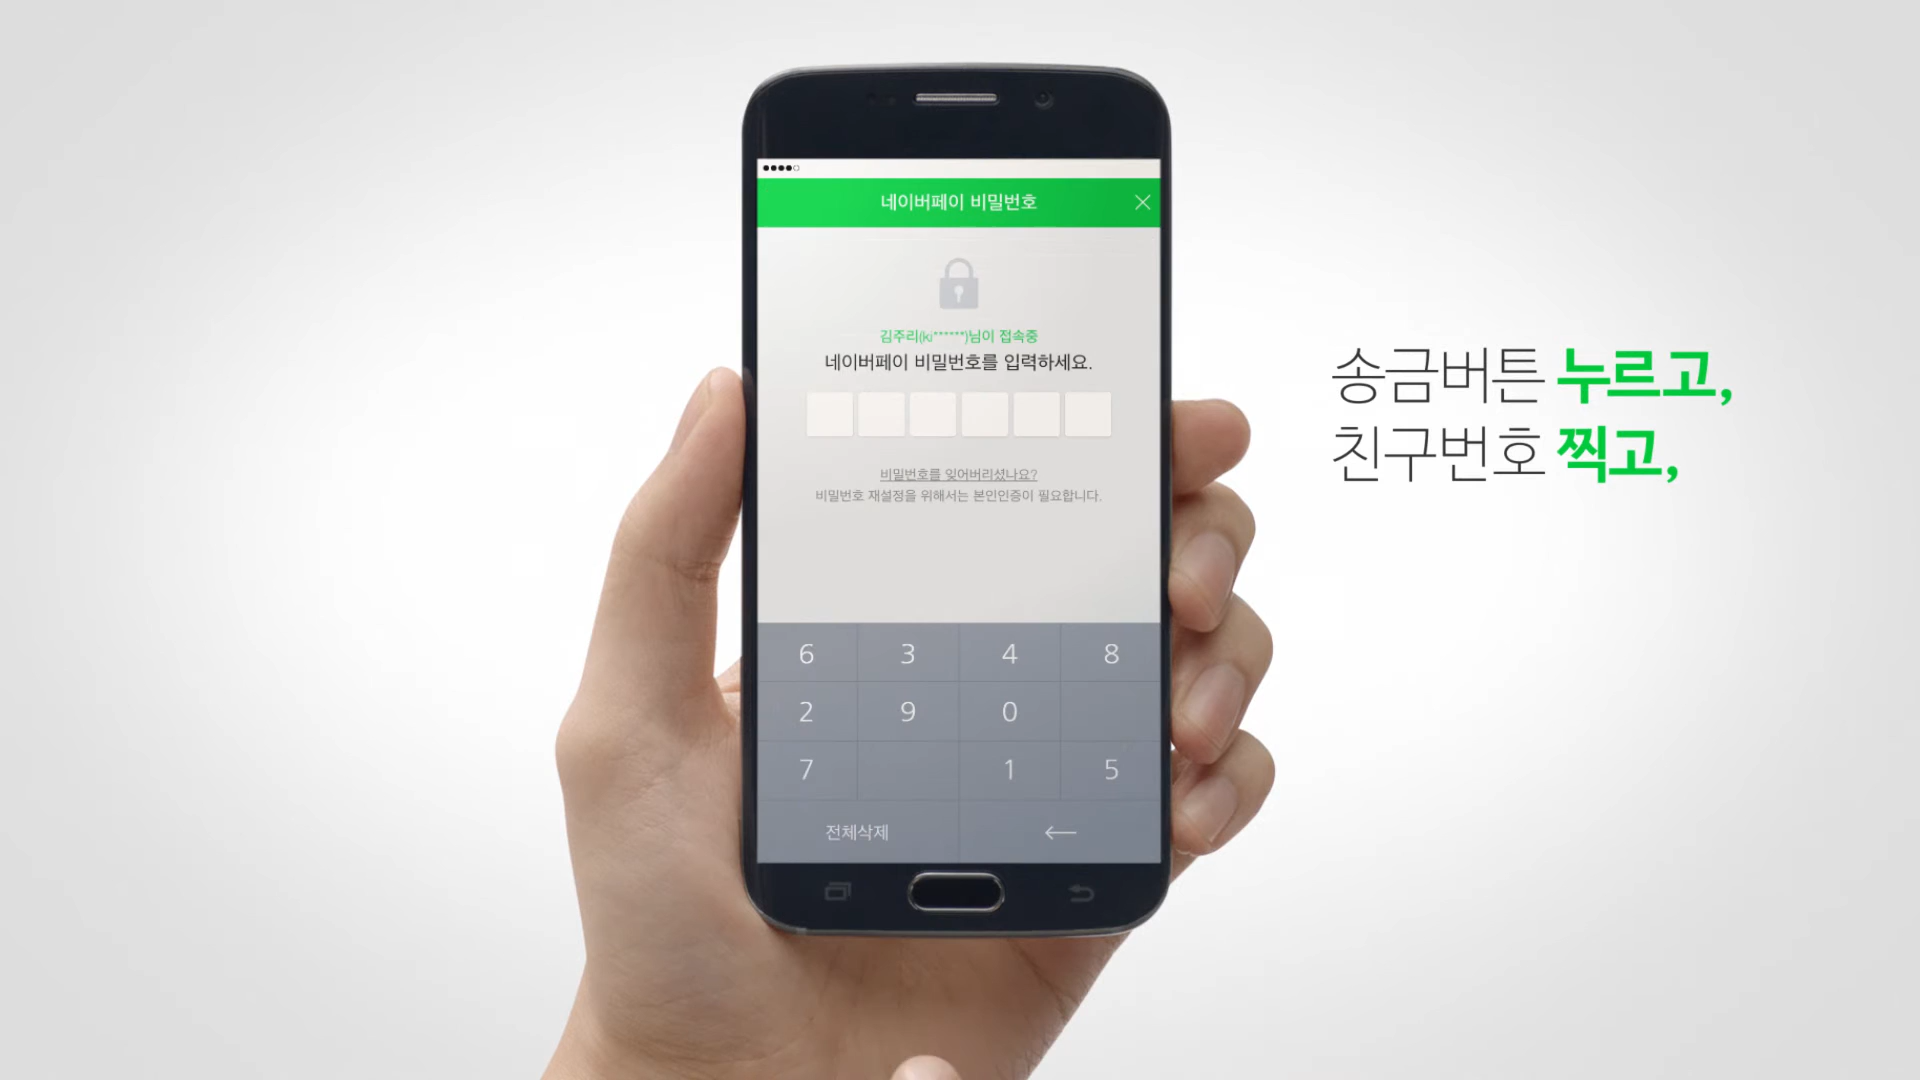 네이버페이 비밀번호
김주리(ki******)님이 접속중
네이버페이 비밀번호를 입력하세요.
비밀번호를 잊어버리셨나요?
비밀번호 재설정을 위해서는 본인인증이 필요합니다.
6 3 4 8
2 9 0
7 1 5
전체삭제
송금버튼 누르고,
친구번호 찍고,